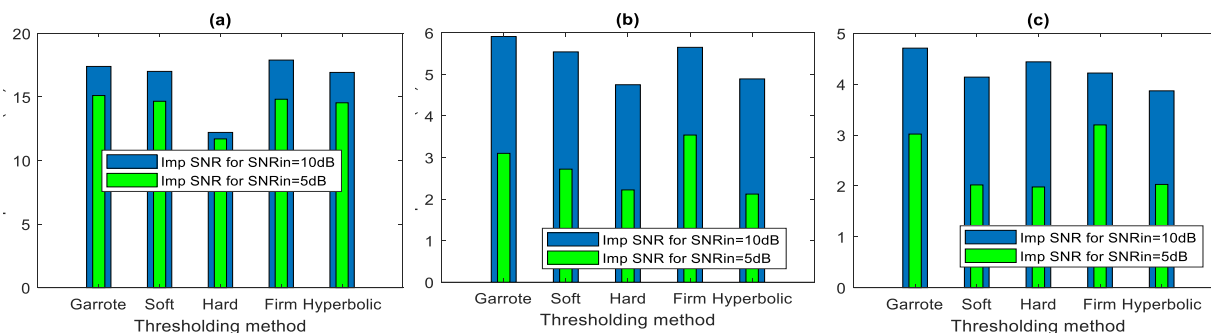 (a)
20
15
10
5
0
Imp SNR for SNRin=10dB
Imp SNR for SNRin=5dB
Garrote Soft Hard Firm Hyperbolic
Thresholding method
(b)
6
5
4
3
2
1
0
Imp SNR for SNRin=10dB
Imp SNR for SNRin=5dB
Garrote Soft Hard Firm Hyperbolic
Thresholding method
(c)
5
4
3
2
1
0
Imp SNR for SNRin=10dB
Imp SNR for SNRin=5dB
Garrote Soft Hard Firm Hyperbolic
Thresholding method